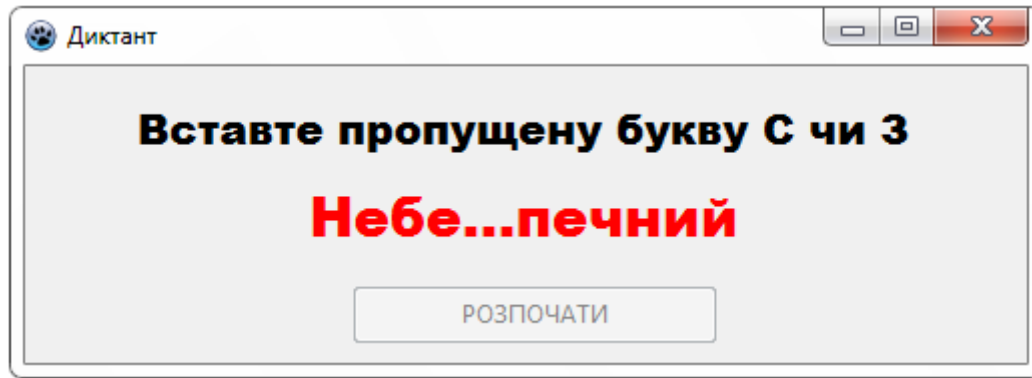 Диктант
Вставте пропущену букву С чи З
Небе...печний
РОЗПОЧАТИ